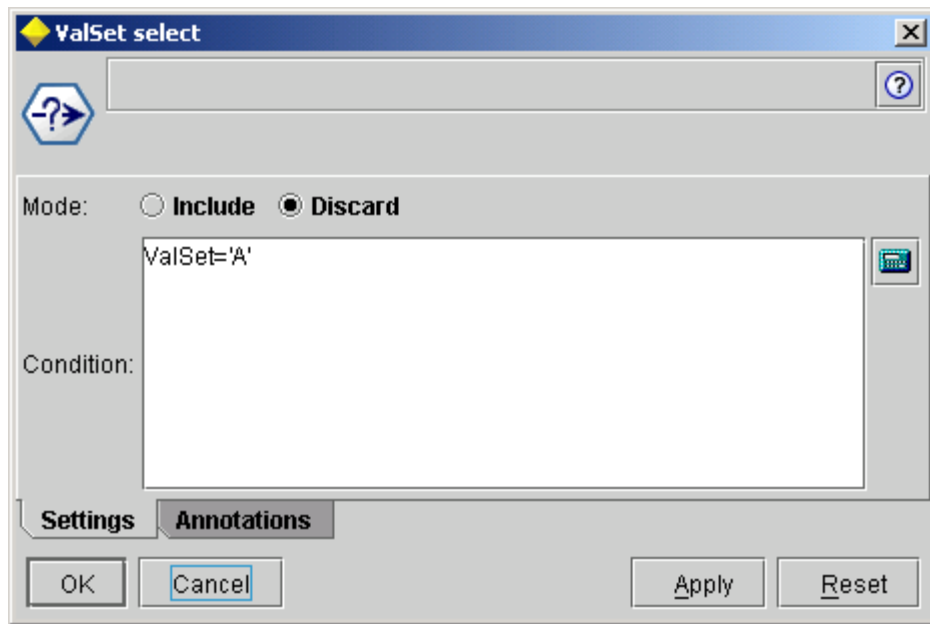 ValSet select
Mode: Include Discard
ValSet='A'
Condition:
Settings Annotations
OK Cancel Apply Reset